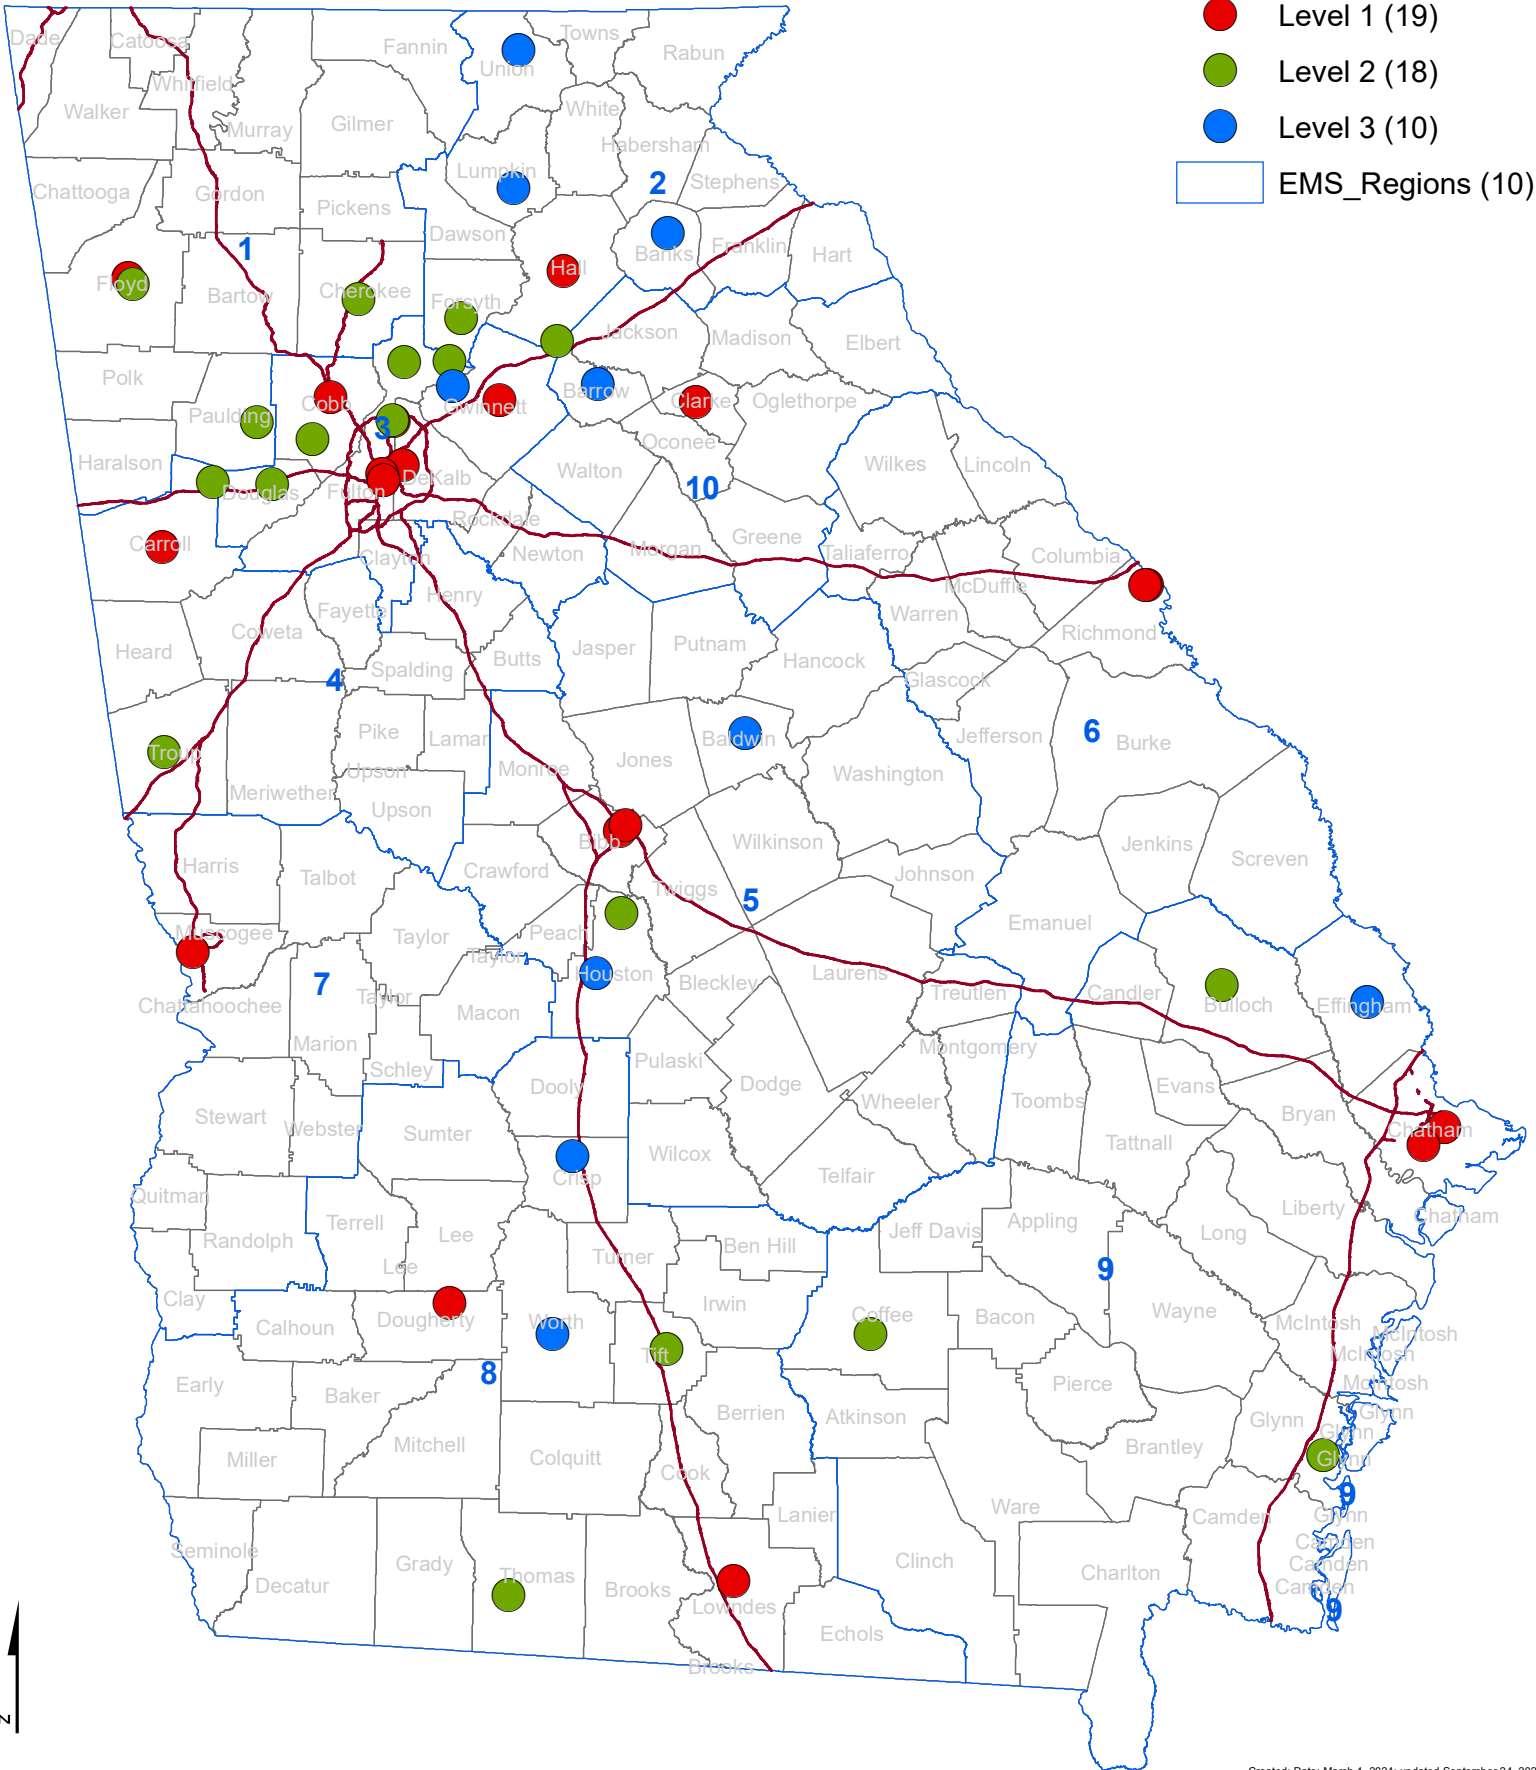 Level 1 (19)
Level 2 (18)
Level 3 (10)
EMS_Regions (10)
Dade
Catoosa
Whitfield
Walker
Murray
Fannin
Gilmer
Union
Towns
Rabun
White
Habersham
Lumpkin
2
Stephens
Chattooga
Gordon
Pickens
Dawson
Banks
Franklin
Hart
1
Floyd
Bartow
Cherokee
Forsyth
Hall
Jackson
Madison
Elbert
Polk
Paulding
Cobb
Gwinnett
Barrow
Clarke
Oglethorpe
3
Haralson
Douglas
Fulton
DeKalb
Walton
Oconee
10
Wilkes
Lincoln
Rockdale
Carroll
Clayton
Newton
Morgan
Greene
Taliaferro
Columbia
McDuffie
Henry
Fayette
Coweta
Heard
Spalding
Butts
Jasper
Putnam
Hancock
Warren
Richmond
Glascock
4
Pike
Lamar
Troup
Upson
Meriwether
Upson
Monroe
Jones
Baldwin
Washington
Jefferson
6
Burke
Harris
Talbot
Crawford
Bibb
Twiggs
Wilkinson
Johnson
Jenkins
Screven
5
Emanuel
Muscogee
Taylor
Taylor
Peach
Houston
Bleckley
Laurens
Treutlen
Candler
Bulloch
Effingham
7
Chattahoochee
Taylor
Macon
Marion
Schley
Pulaski
Dodge
Montgomery
Dooly
Wheeler
Toombs
Evans
Bryan
Chatham
Stewart
Webster
Sumter
Wilcox
Telfair
Tattnall
Crisp
Quitman
Terrell
Randolph
Lee
Lee
Turner
Ben Hill
Jeff Davis
Appling
Long
Liberty
Chatham
9
Clay
Calhoun
Dougherty
Worth
Irwin
Coffee
Bacon
Wayne
McIntosh
McIntosh
McIntosh
McIntosh
Tift
8
Early
Baker
Berrien
Atkinson
Pierce
Glynn
Glynn
Glynn
Glynn
Miller
Mitchell
Colquitt
Cook
Brantley
Lanier
Ware
Camden
9
Glynn
Camden
Camden
Camden
9
Seminole
Decatur
Grady
Thomas
Brooks
Lowndes
Clinch
Charlton
Echols
Brooks